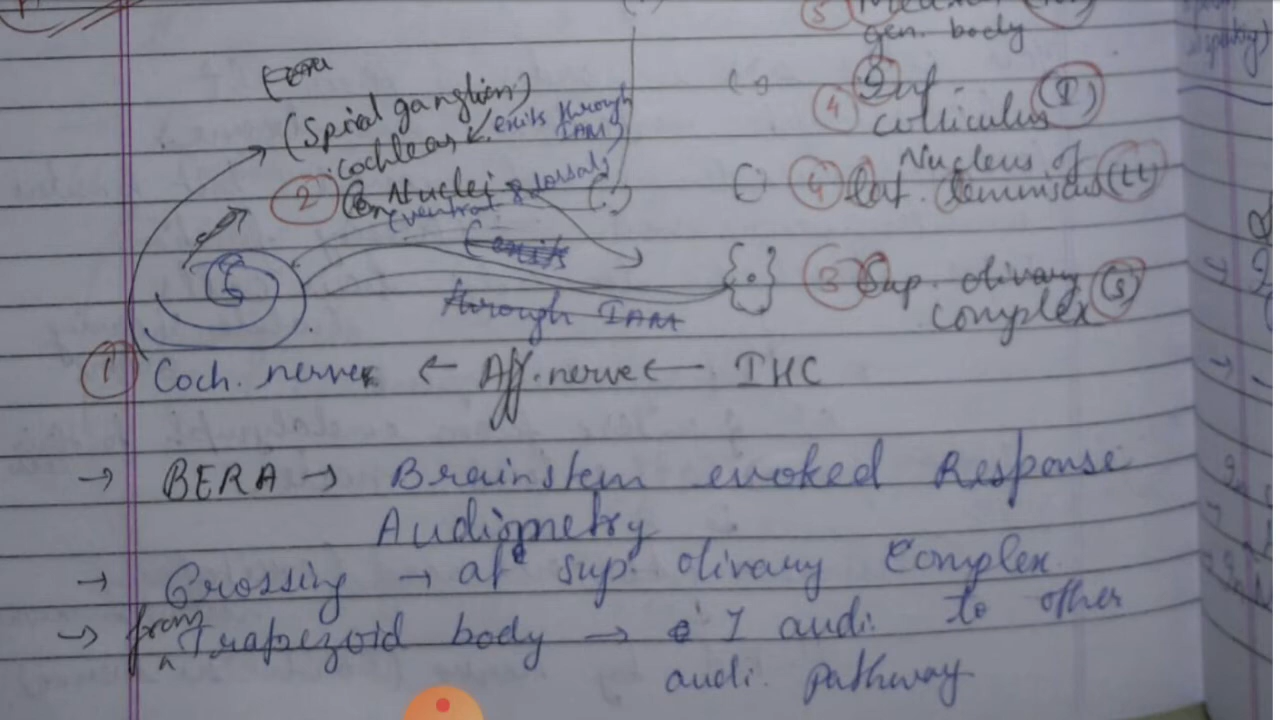 gen. body
(Spiral ganglion)
Cochlear
exits through
IAM)
④ Inf. (I)
colliculus
② Nuclei
(ventral & dorsal)
④ Nucleus of
Lat. Lemniscus (LL)
(exits
through IAM
③ Sup. olivary
complex (S)
① Coch. nerve ← Aff. nerve ← IHC
→ BERA → Brainstem evoked Response
Audiometry
→ Crossing → at sup. olivary Complex
→ from Trapezoid body → 1 audi. to other
audi. pathway